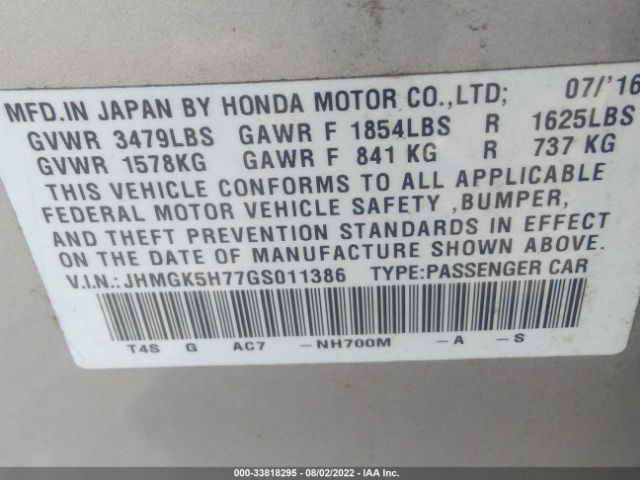 MFD.IN JAPAN BY HONDA MOTOR CO.,LTD; 07/'16
GVWR 3479LBS GAWR F 1854LBS R 1625LBS
GVWR 1578KG GAWR F 841 KG R 737 KG
THIS VEHICLE CONFORMS TO ALL APPLICABLE
FEDERAL MOTOR VEHICLE SAFETY ,BUMPER,
AND THEFT PREVENTION STANDARDS IN EFFECT
ON THE DATE OF MANUFACTURE SHOWN ABOVE.
V.I.N.: JHMGK5H77GS011386 TYPE:PASSENGER CAR
T4S G AC7 -NH700M -A -S
000-33818295 - 08/02/2022 - IAA Inc.